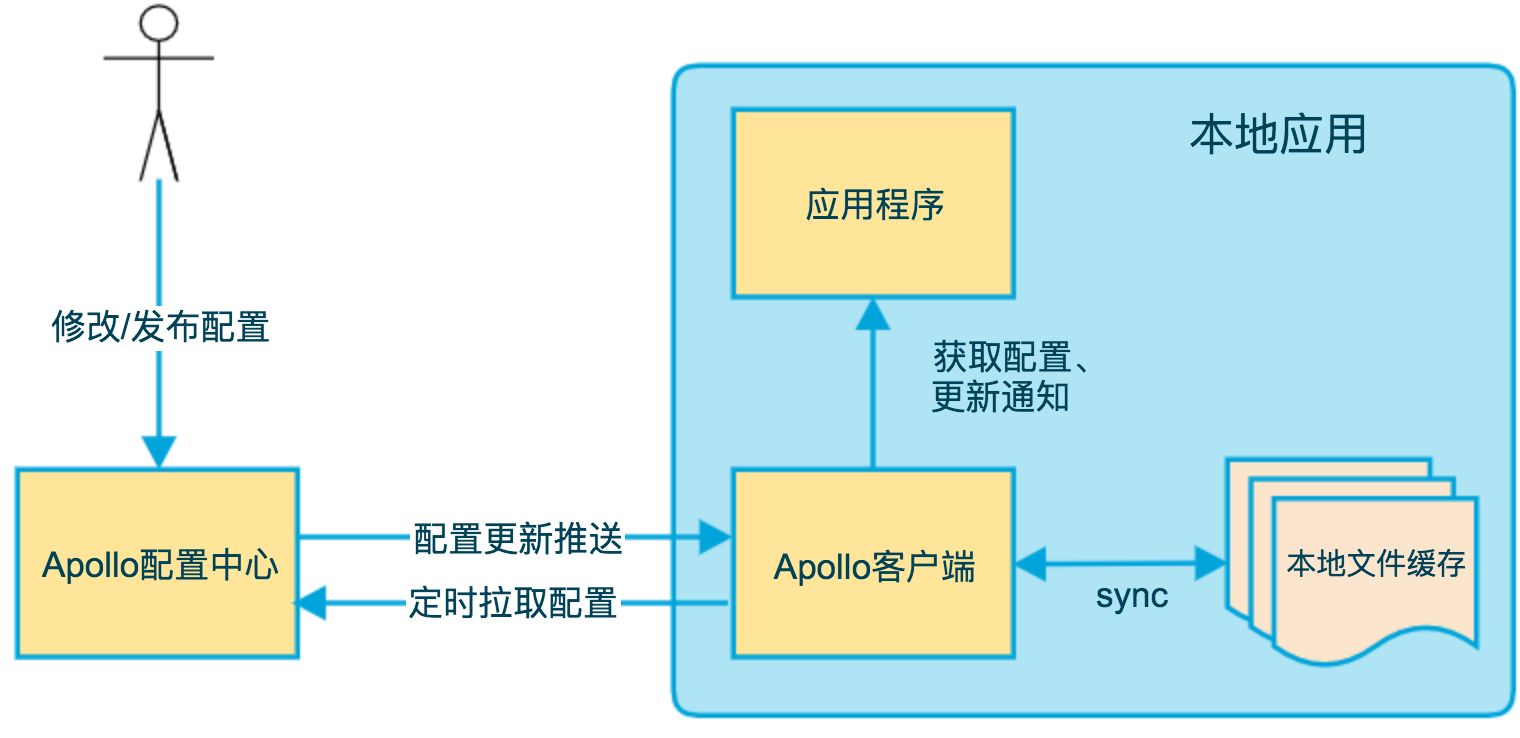 本地应用
应用程序
修改/发布配置
获取配置、
更新通知
配置更新推送
Apollo配置中心
Apollo客户端
本地文件缓存
定时拉取配置
sync